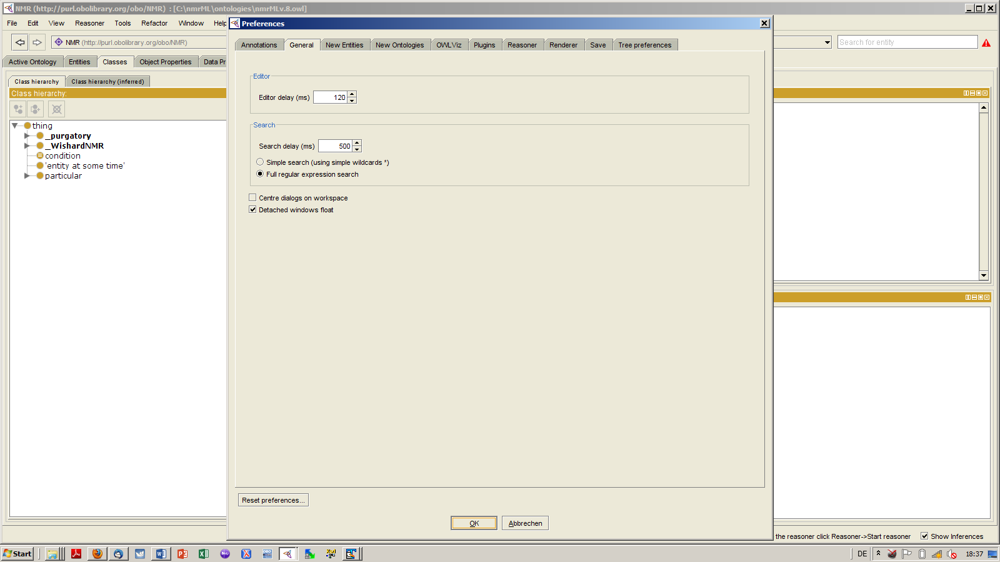 NMR (http://purl.obolibrary.org/obo/NMR) : [C:\nmrML\ontologies\nmrMLv.8.owl]
File Edit View Reasoner Tools Refactor Window Help
NMR (http://purl.obolibrary.org/obo/NMR)
Search for entity
Active Ontology Entities Classes Object Properties Data Pr
Class hierarchy Class hierarchy (inferred)
Class hierarchy:
thing
_purgatory
_WishardNMR
condition
'entity at some time'
particular
Preferences
Annotations General New Entities New Ontologies OWLViz Plugins Reasoner Renderer Save Tree preferences
Editor
Editor delay (ms) 120
Search
Search delay (ms) 500
Simple search (using simple wildcards *)
Full regular expression search
Centre dialogs on workspace
Detached windows float
Reset preferences...
OK Abbrechen
the reasoner click Reasoner->Start reasoner Show Inferences
Start
DE 18:37